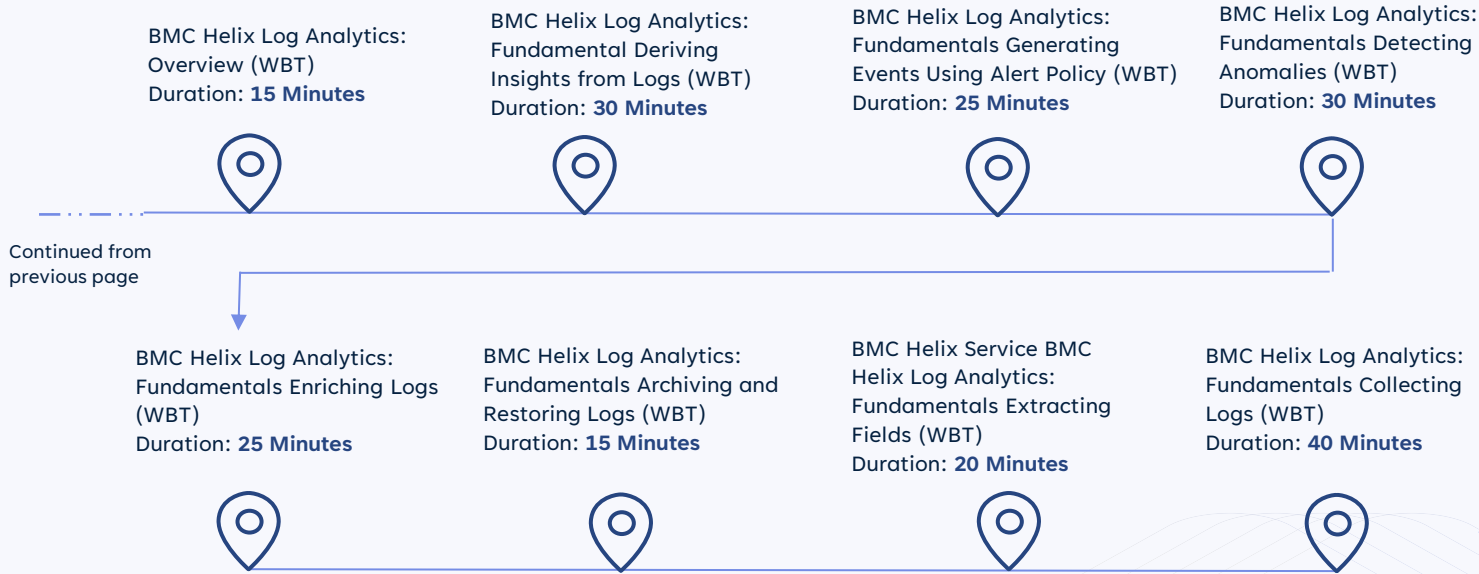 BMC Helix Log Analytics:
Overview (WBT)
Duration: 15 Minutes
BMC Helix Log Analytics:
Fundamental Deriving
Insights from Logs (WBT)
Duration: 30 Minutes
BMC Helix Log Analytics:
Fundamentals Generating
Events Using Alert Policy (WBT)
Duration: 25 Minutes
BMC Helix Log Analytics:
Fundamentals Detecting
Anomalies (WBT)
Duration: 30 Minutes
Continued from
previous page
BMC Helix Log Analytics:
Fundamentals Enriching Logs
(WBT)
Duration: 25 Minutes
BMC Helix Log Analytics:
Fundamentals Archiving and
Restoring Logs (WBT)
Duration: 15 Minutes
BMC Helix Service BMC
Helix Log Analytics:
Fundamentals Extracting
Fields (WBT)
Duration: 20 Minutes
BMC Helix Log Analytics:
Fundamentals Collecting
Logs (WBT)
Duration: 40 Minutes